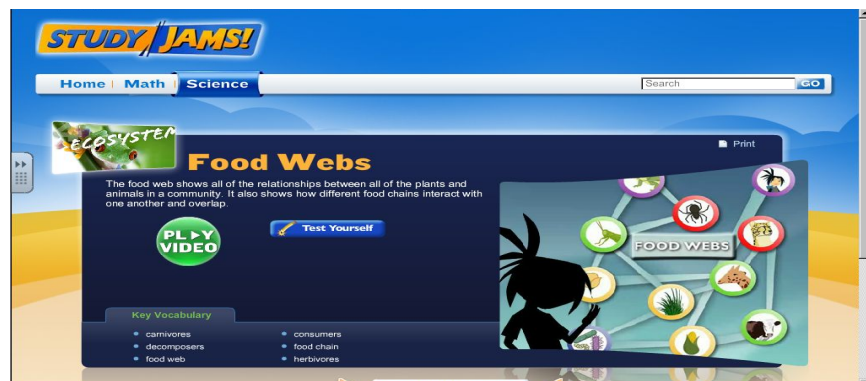 STUDY JAMS!
Home Math Science
Search GO
ECOSYSTEM
Print
Food Webs
The food web shows all of the relationships between all of the plants and
animals in a community. It also shows how different food chains interact with
one another and overlap.
PLAY
VIDEO
Test Yourself
FOOD WEBS
Key Vocabulary
carnivores
decomposers
food web
consumers
food chain
herbivores